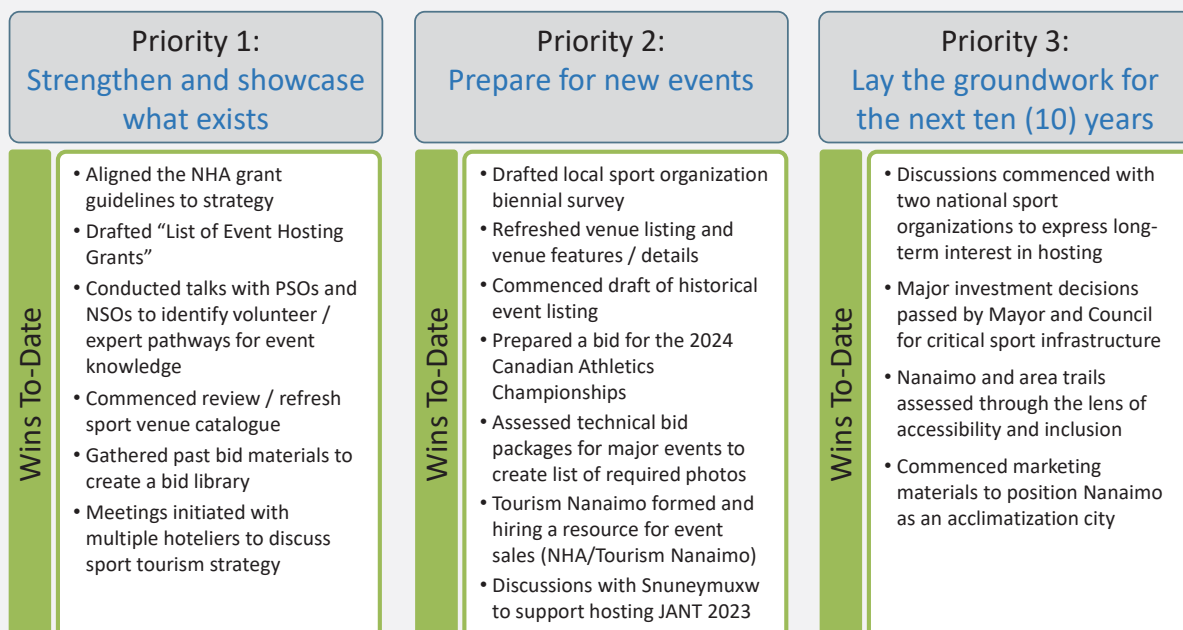 Priority 1:
Strengthen and showcase
what exists
Wins To-Date
• Aligned the NHA grant
guidelines to strategy
• Drafted “List of Event Hosting
Grants”
• Conducted talks with PSOs and
NSOs to identify volunteer /
expert pathways for event
knowledge
• Commenced review / refresh
sport venue catalogue
• Gathered past bid materials to
create a bid library
• Meetings initiated with
multiple hoteliers to discuss
sport tourism strategy
Priority 2:
Prepare for new events
Wins To-Date
• Drafted local sport organization
biennial survey
• Refreshed venue listing and
venue features / details
• Commenced draft of historical
event listing
• Prepared a bid for the 2024
Canadian Athletics
Championships
• Assessed technical bid
packages for major events to
create list of required photos
• Tourism Nanaimo formed and
hiring a resource for event
sales (NHA/Tourism Nanaimo)
• Discussions with Snuneymuxw
to support hosting JANT 2023
Priority 3:
Lay the groundwork for
the next ten (10) years
Wins To-Date
• Discussions commenced with
two national sport
organizations to express long-
term interest in hosting
• Major investment decisions
passed by Mayor and Council
for critical sport infrastructure
• Nanaimo and area trails
assessed through the lens of
accessibility and inclusion
• Commenced marketing
materials to position Nanaimo
as an acclimatization city